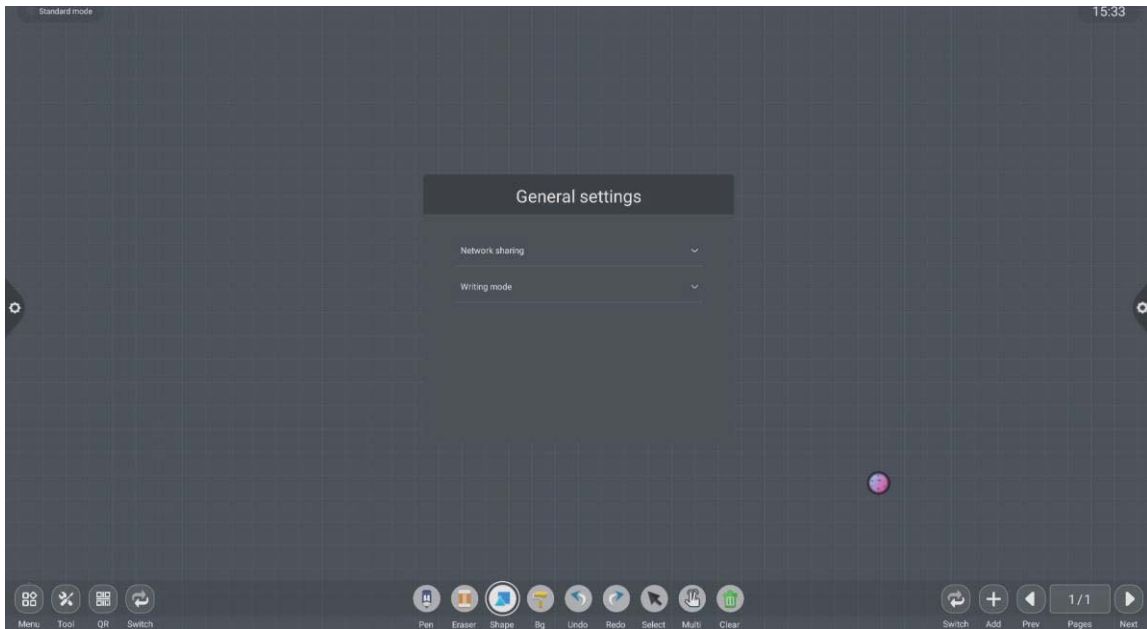 Standard mode
15:33
General settings
Network sharing
Writing mode
1/1
Menu Tool QR Switch
Pen Eraser Shape Bg Undo Redo Select Multi Clear
Switch Add Prev Pages Next